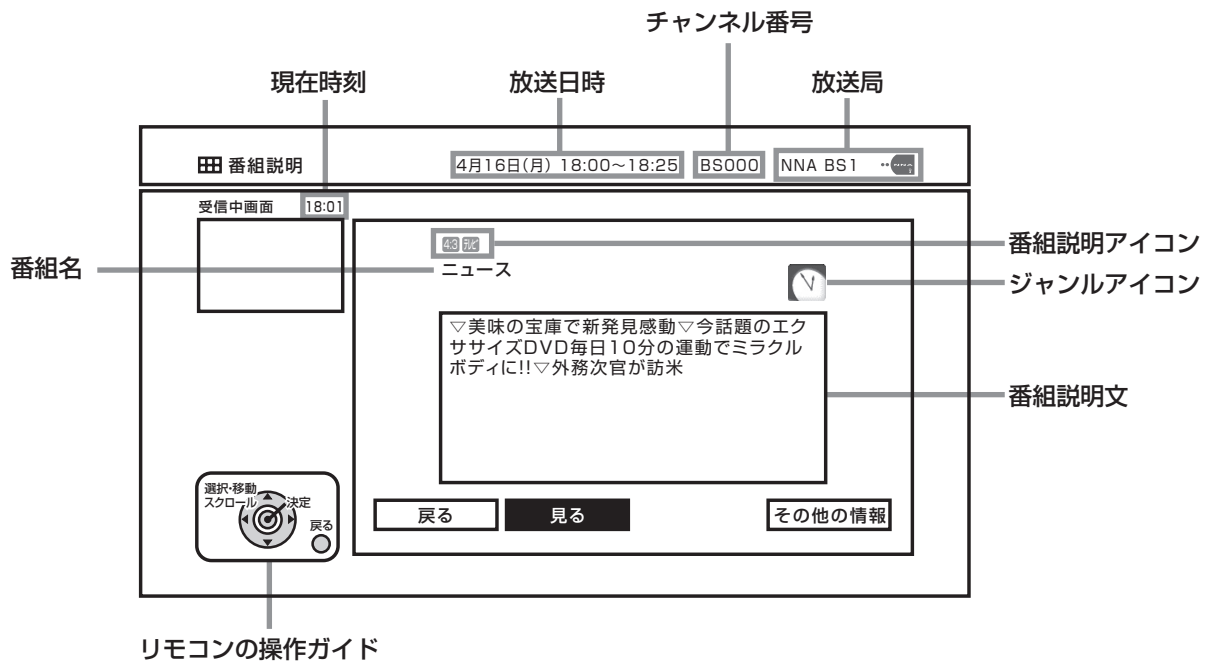 チャンネル番号
現在時刻
放送日時
放送局
番組説明
4月16日(月) 18:00~18:25
BS000
NNA BS1
受信中画面
18:01
4:3 テレビ
番組説明アイコン
番組名
ニュース
ジャンルアイコン
▽美味の宝庫で新発見感動▽今話題のエク
ササイズDVD毎日10分の運動でミラクル
ボディに!!▽外務次官が訪米
番組説明文
選択・移動
スクロール
決定
戻る
戻る
見る
その他の情報
リモコンの操作ガイド